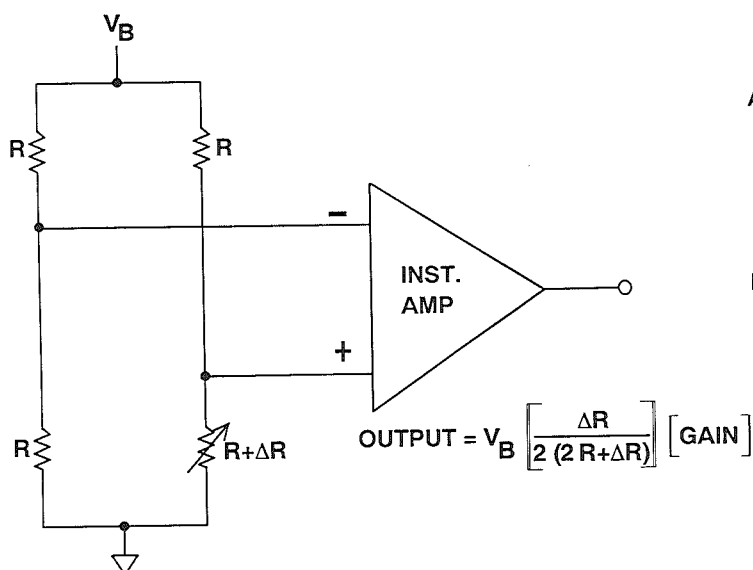 V_B
R
R
−
INST.
AMP
+
R
R+ΔR
OUTPUT = V_B [ΔR / 2 (2 R+ΔR)] [GAIN]
A